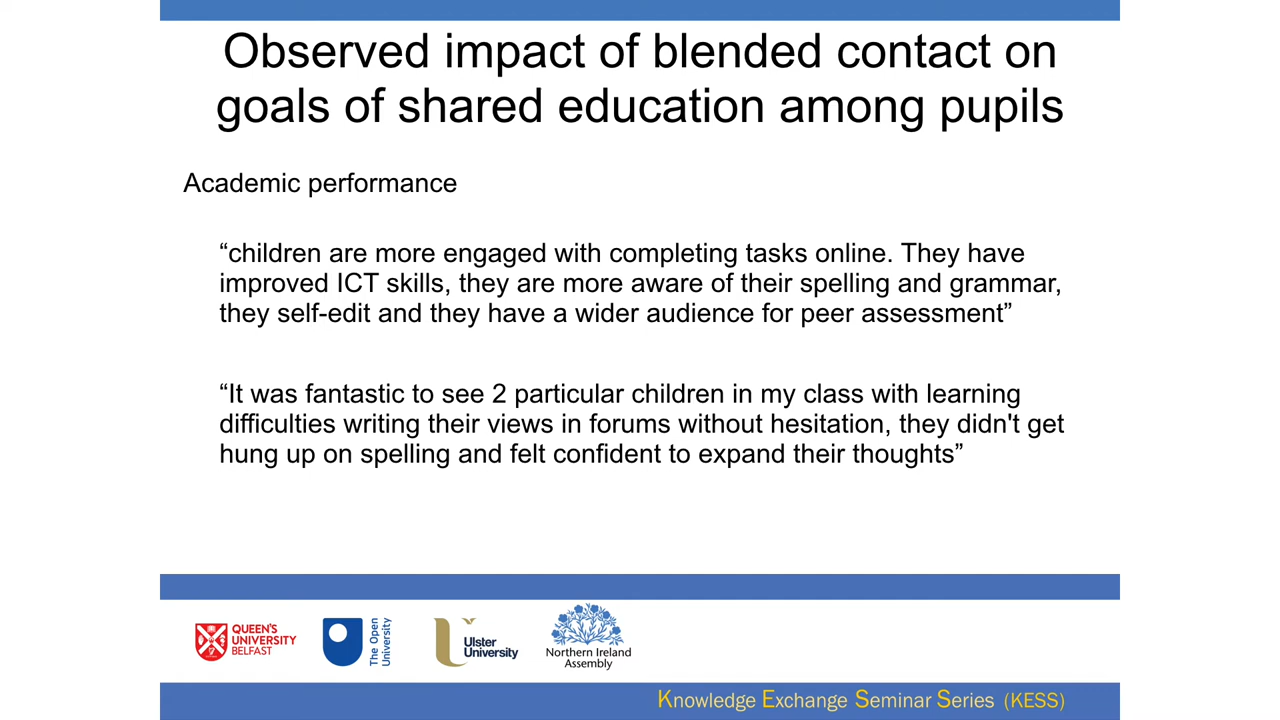 Observed impact of blended contact on
goals of shared education among pupils
Academic performance
“children are more engaged with completing tasks online. They have
improved ICT skills, they are more aware of their spelling and grammar,
they self-edit and they have a wider audience for peer assessment”
“It was fantastic to see 2 particular children in my class with learning
difficulties writing their views in forums without hesitation, they didn't get
hung up on spelling and felt confident to expand their thoughts”
QUEEN'S
UNIVERSITY
BELFAST
The Open
University
Ulster
University
Northern Ireland
Assembly
Knowledge Exchange Seminar Series (KESS)